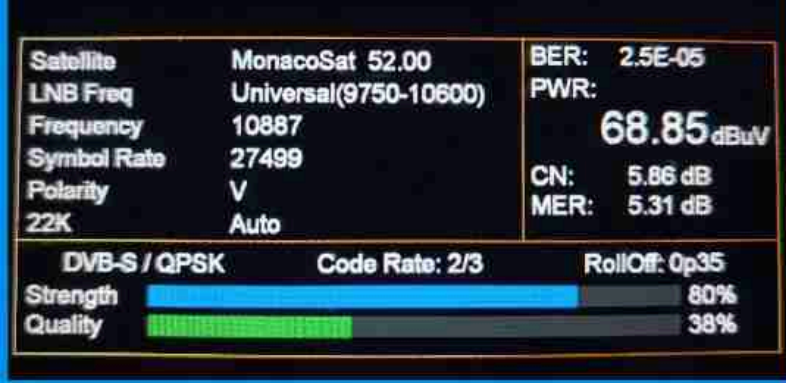 Satellite MonacoSat 52.00
LNB Freq Universal(9750-10600)
Frequency 10887
Symbol Rate 27499
Polarity V
22K Auto
BER: 2.5E-05
PWR:
68.85 dBuV
CN: 5.86 dB
MER: 5.31 dB
DVB-S / QPSK Code Rate: 2/3 RollOff: 0p35
Strength 80%
Quality 38%